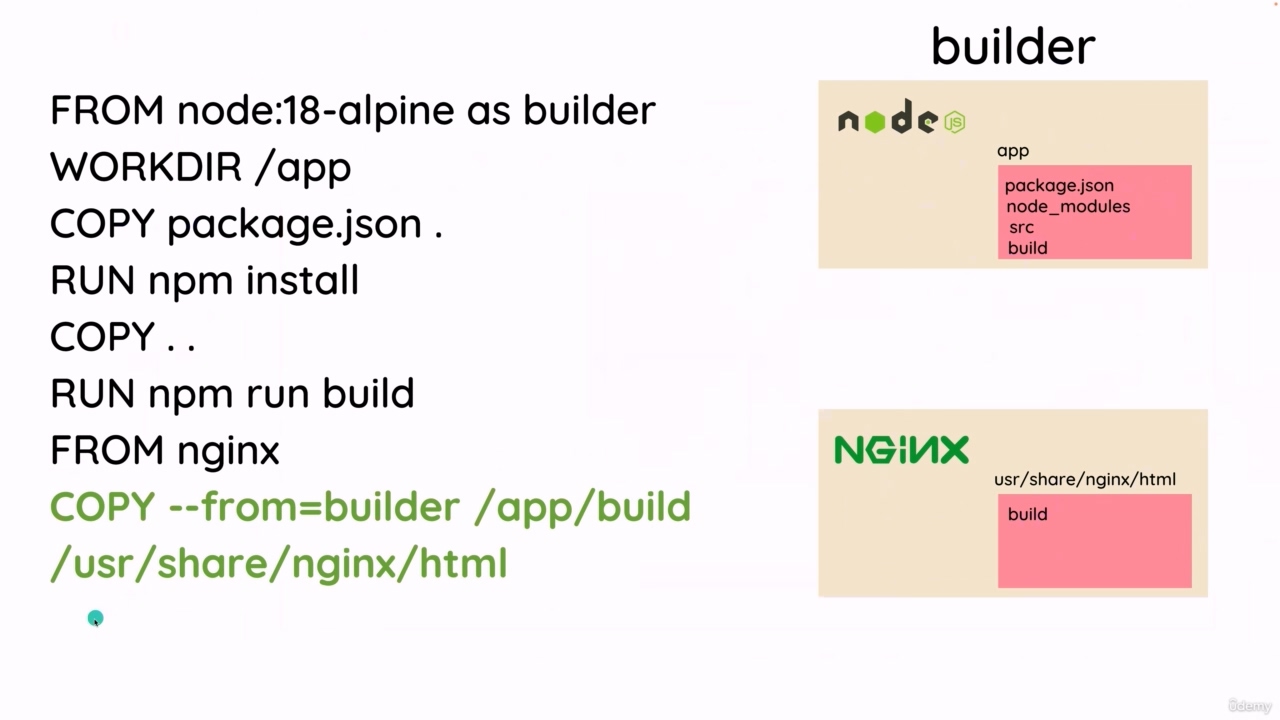 builder
FROM node:18-alpine as builder
WORKDIR /app
COPY package.json .
RUN npm install
COPY . .
RUN npm run build
FROM nginx
COPY --from=builder /app/build
/usr/share/nginx/html
node JS
app
package.json
node_modules
src
build
NGINX
usr/share/nginx/html
build
ûdemy